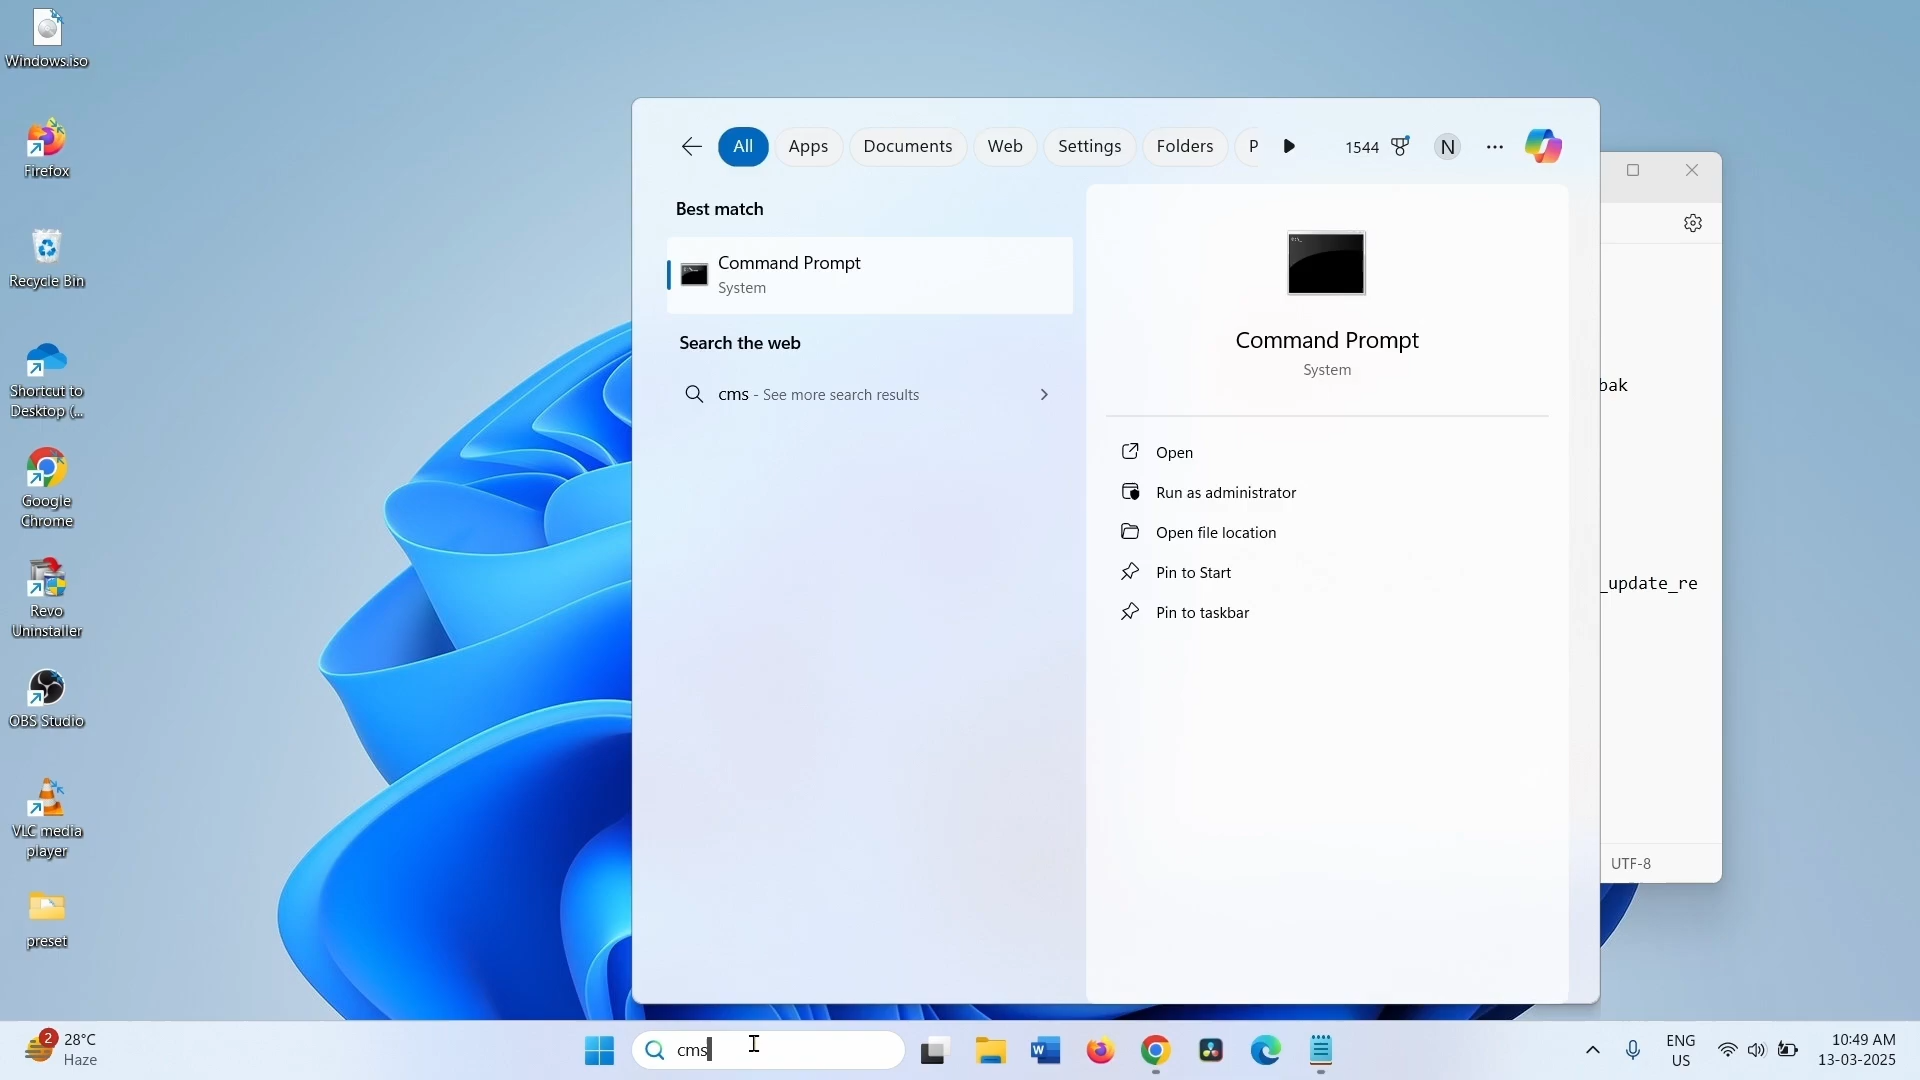 Windows.iso
Firefox
Recycle Bin
Shortcut to
Desktop (...
Google
Chrome
Revo
Uninstaller
OBS Studio
VLC media
player
preset
All
Apps
Documents
Web
Settings
Folders
P
1544
N
Best match
Command Prompt
System
Search the web
cms - See more search results
Command Prompt
System
Open
Run as administrator
Open file location
Pin to Start
Pin to taskbar
bak
_update_re
UTF-8
2
28°C
Haze
cms
ENG
US
10:49 AM
13-03-2025